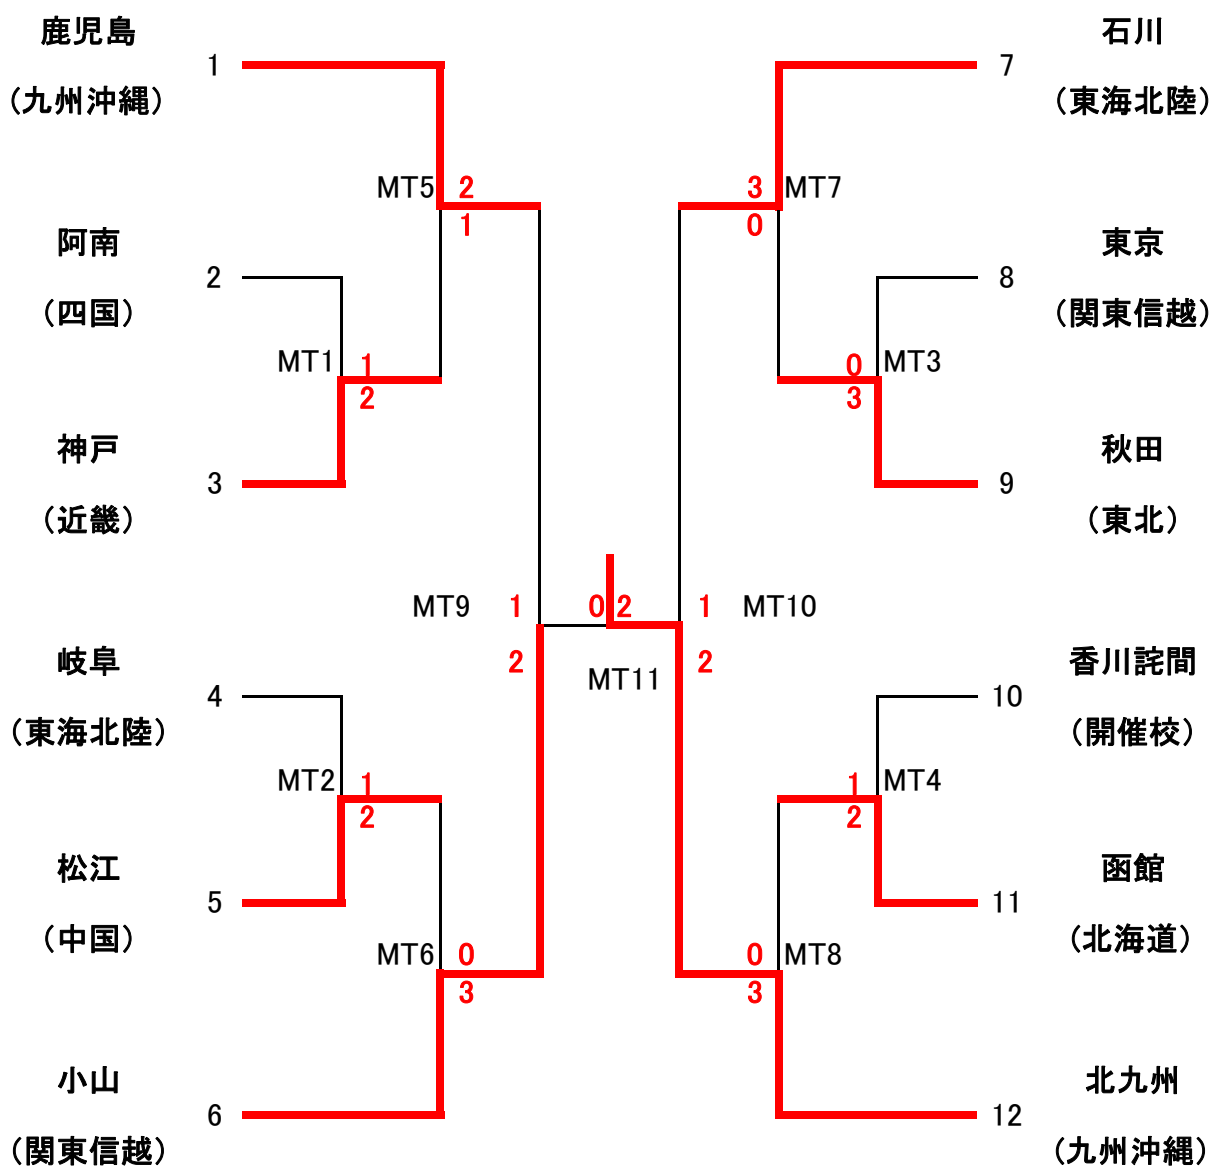 鹿児島
1
(九州沖縄)
阿南
2
(四国)
神戸
3
(近畿)
岐阜
4
(東海北陸)
松江
5
(中国)
小山
6
(関東信越)
MT5
2
1
MT1
1
2
MT9
1
2
MT2
1
2
MT6
0
3
0 2
MT11
石川
7
(東海北陸)
東京
8
(関東信越)
秋田
9
(東北)
香川詫間
10
(開催校)
函館
11
(北海道)
北九州
12
(九州沖縄)
3
MT7
0
0
MT3
3
1
MT10
2
1
MT4
2
0
MT8
3